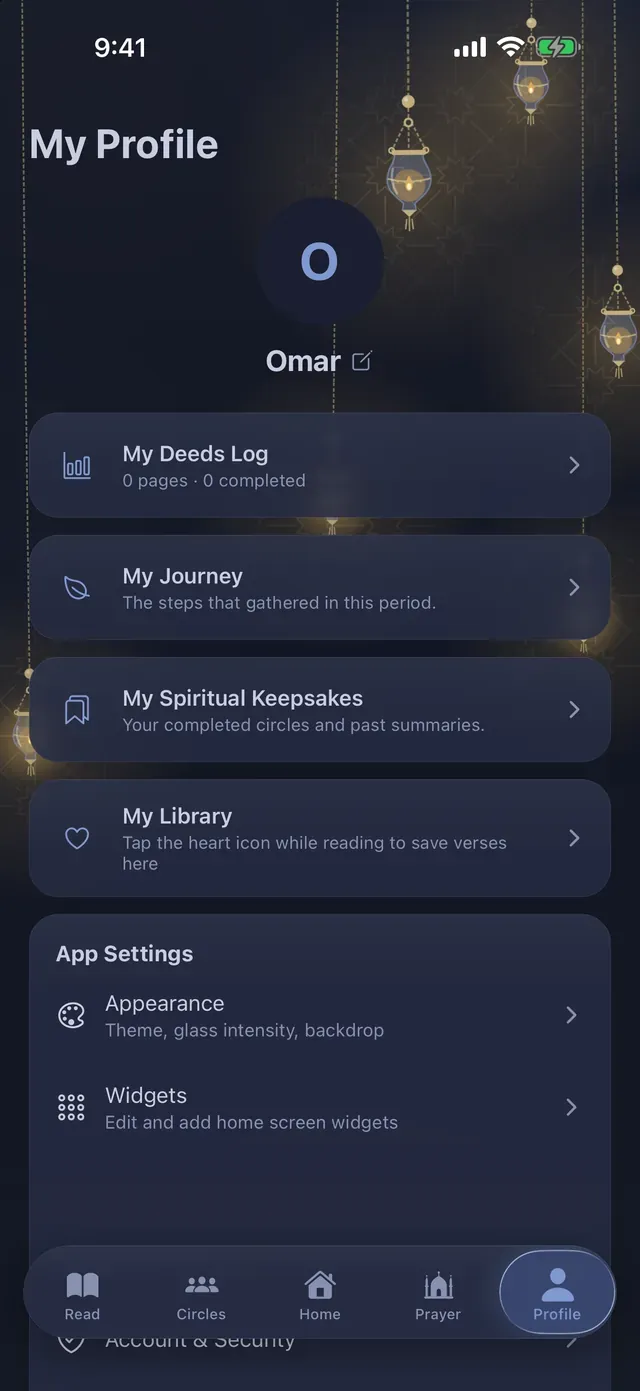 9:41
My Profile
O
Omar
My Deeds Log
0 pages · 0 completed
My Journey
The steps that gathered in this period.
My Spiritual Keepsakes
Your completed circles and past summaries.
My Library
Tap the heart icon while reading to save verses
here
App Settings
Appearance
Theme, glass intensity, backdrop
Widgets
Edit and add home screen widgets
Read
Circles
Home
Prayer
Profile
Account & Security